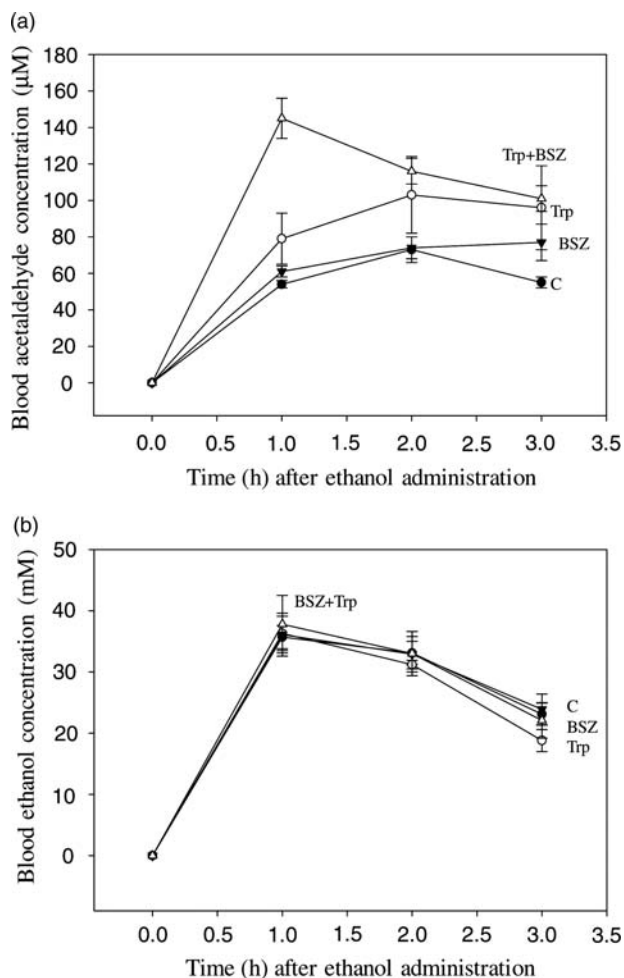 (a)
180
160
140
120
100
80
60
40
20
0
Blood acetaldehyde concentration (µM)
Trp+BSZ
Trp
BSZ
C
0.0 0.5 1.0 1.5 2.0 2.5 3.0 3.5
Time (h) after ethanol administration
(b)
50
40
30
20
10
0
Blood ethanol concentration (mM)
BSZ+Trp
C
BSZ
Trp
0.0 0.5 1.0 1.5 2.0 2.5 3.0 3.5
Time (h) after ethanol administration